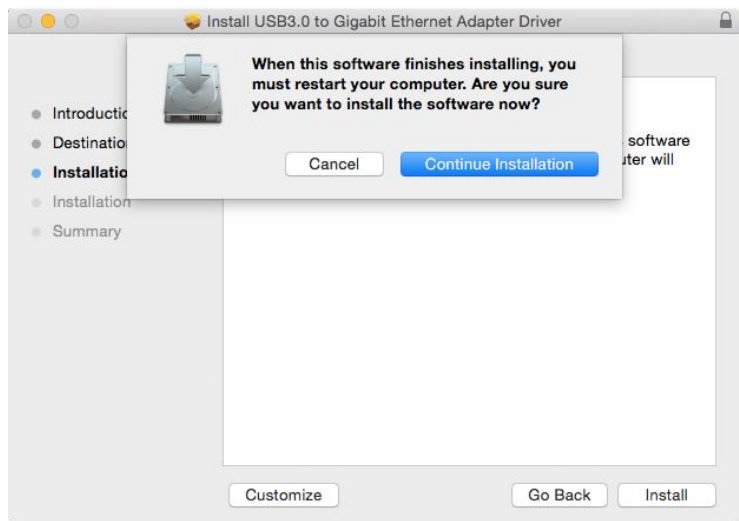 Install USB3.0 to Gigabit Ethernet Adapter Driver
When this software finishes installing, you
must restart your computer. Are you sure
you want to install the software now?
Cancel
Continue Installation
Introductic
Destinatio
Installatio
Installation
Summary
software
uter will
Customize
Go Back
Install